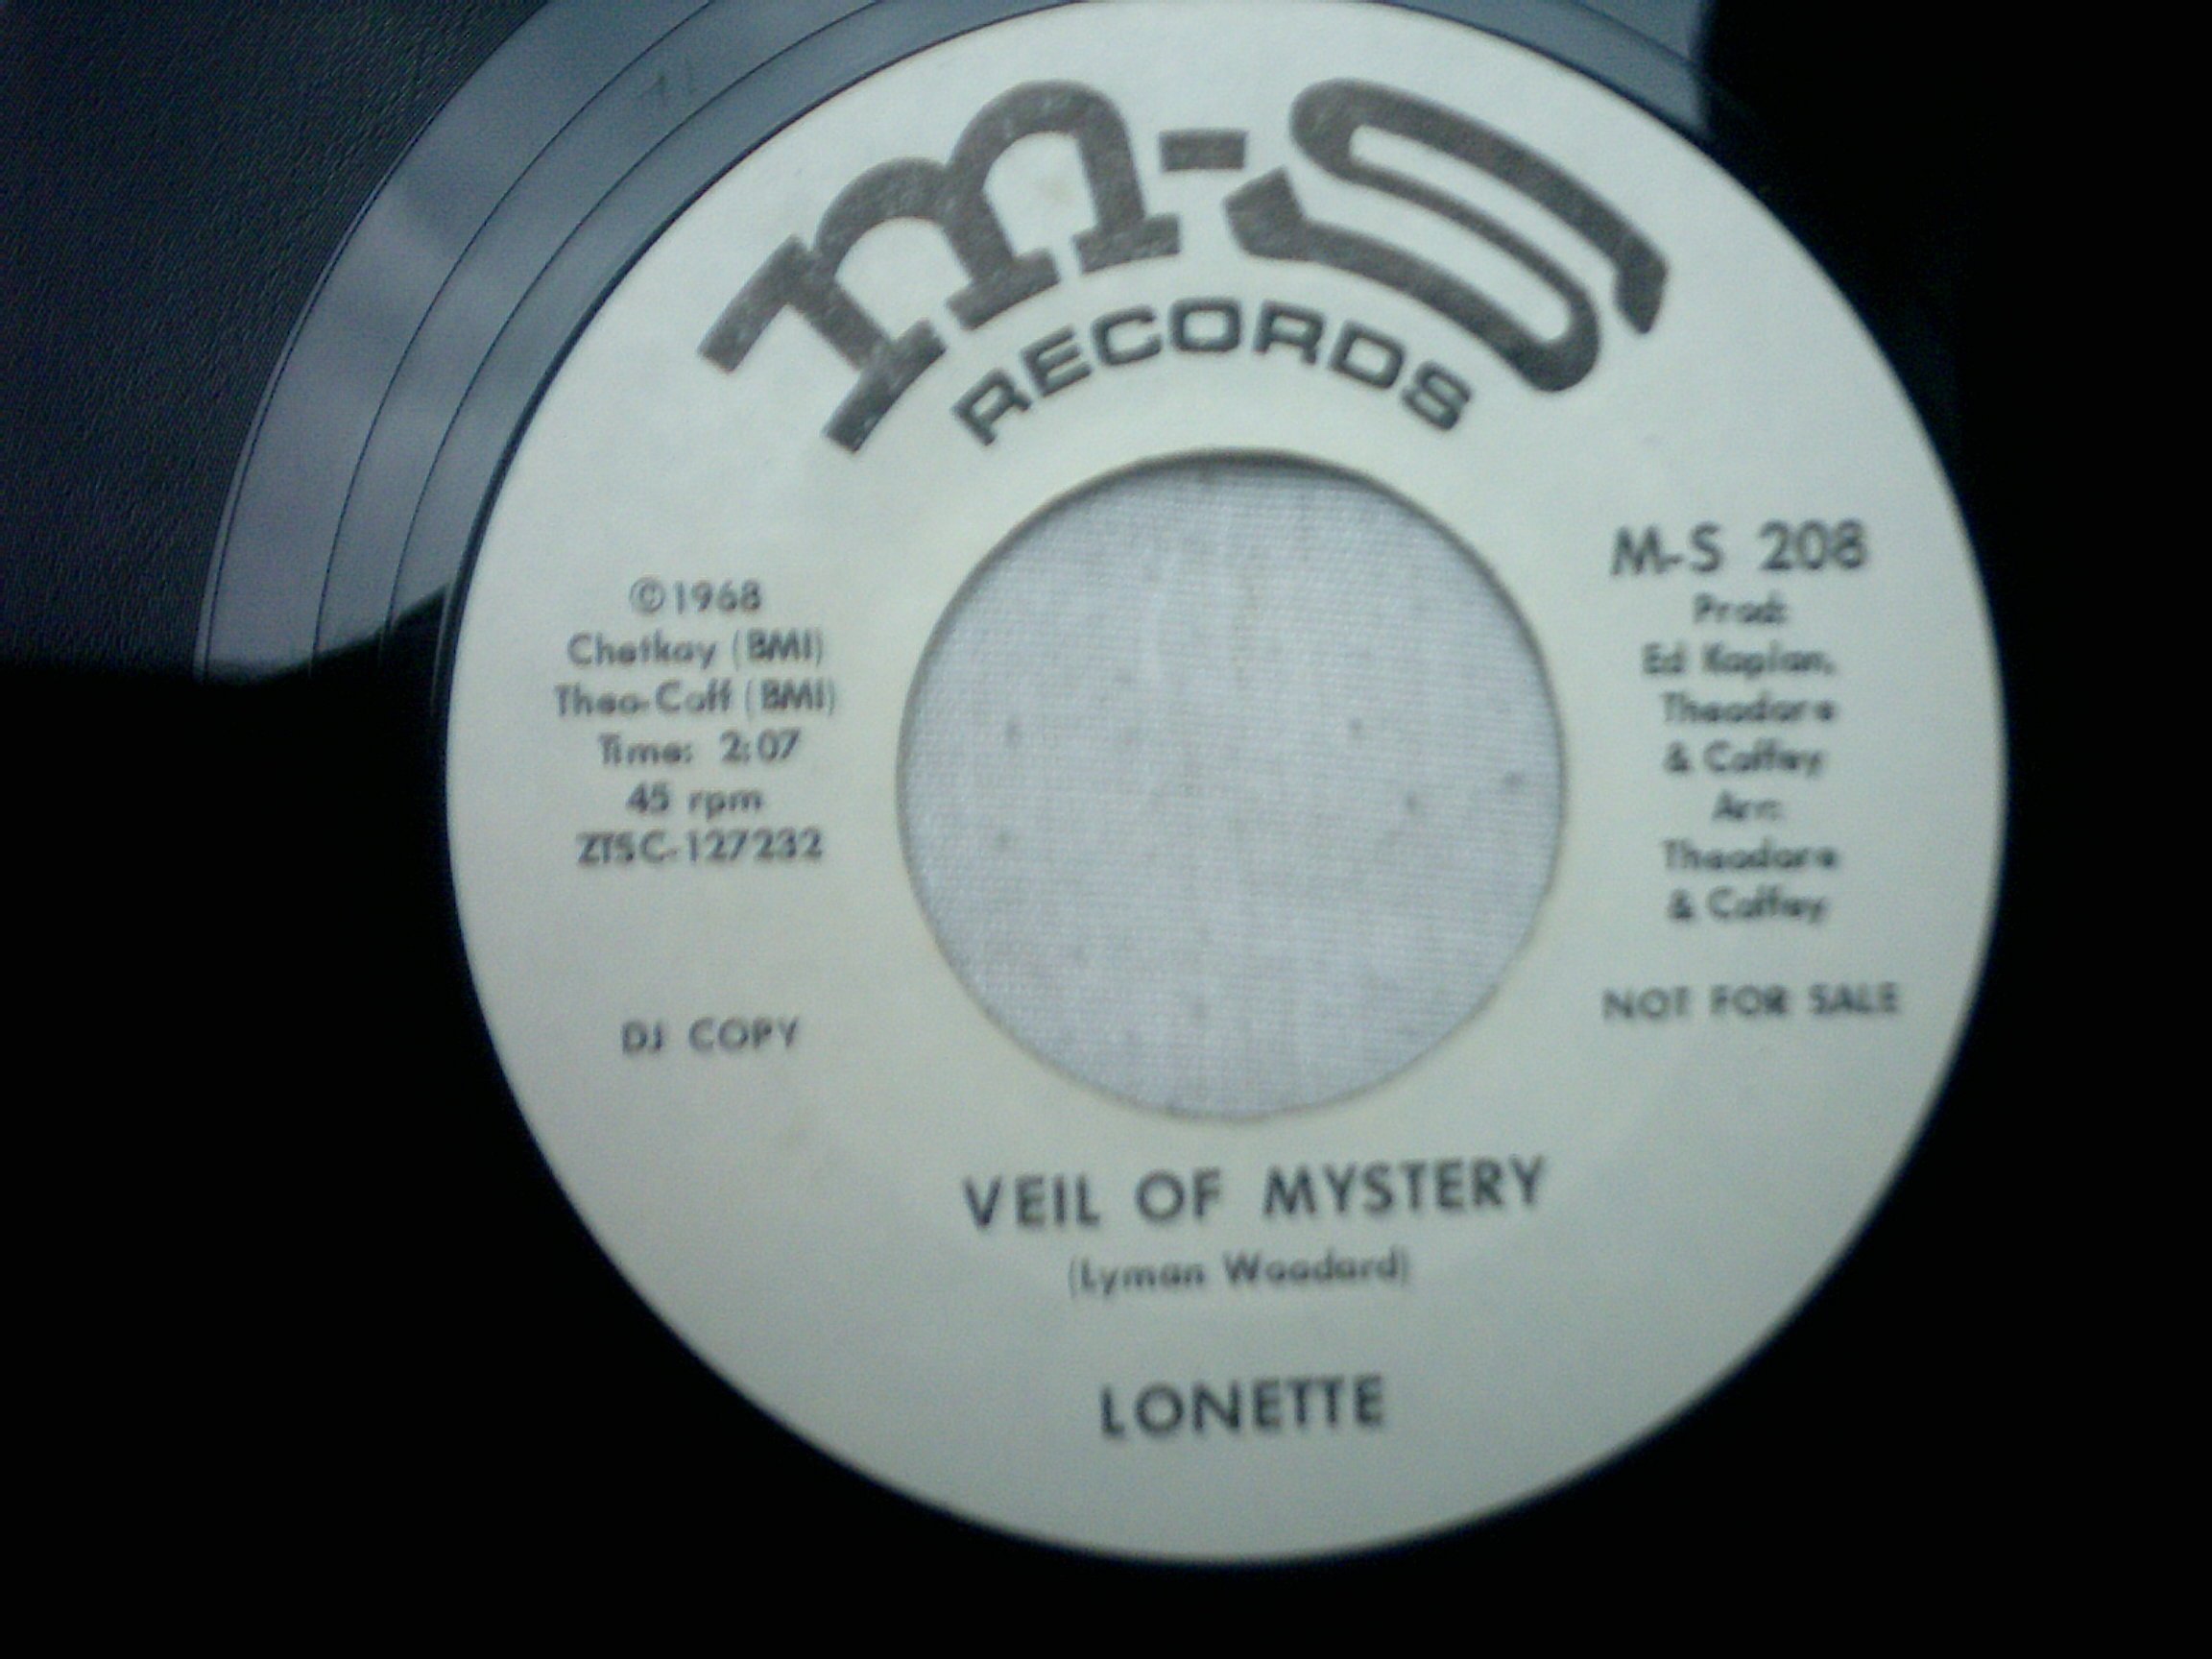 M-S
RECORDS
©1968
Chetkay (BMI)
Theo-Coff (BMI)
Time: 2:07
45 rpm
ZTSC-127232
DJ COPY
M-S 208
Prod:
Ed Kaplan,
Theodore
& Coffey
Arr:
Theodore
& Coffey
NOT FOR SALE
VEIL OF MYSTERY
(Lyman Woodard)
LONETTE